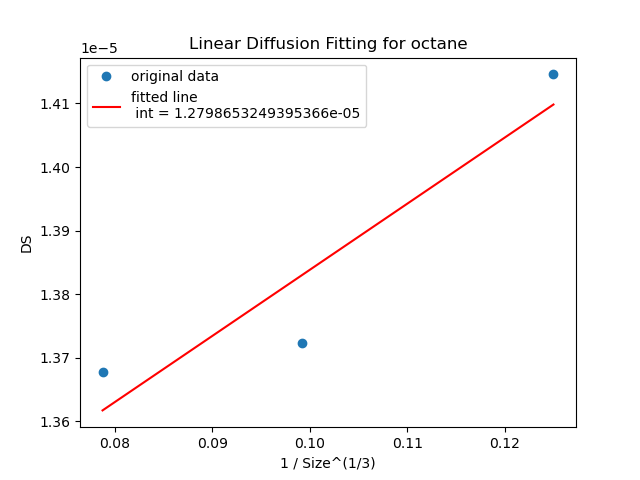 Linear Diffusion Fitting for octane
1e−5
original data
fitted line
int = 1.2798653249395366e-05
1.41
1.40
1.39
1.38
1.37
1.36
DS
0.08 0.09 0.10 0.11 0.12
1 / Size^(1/3)